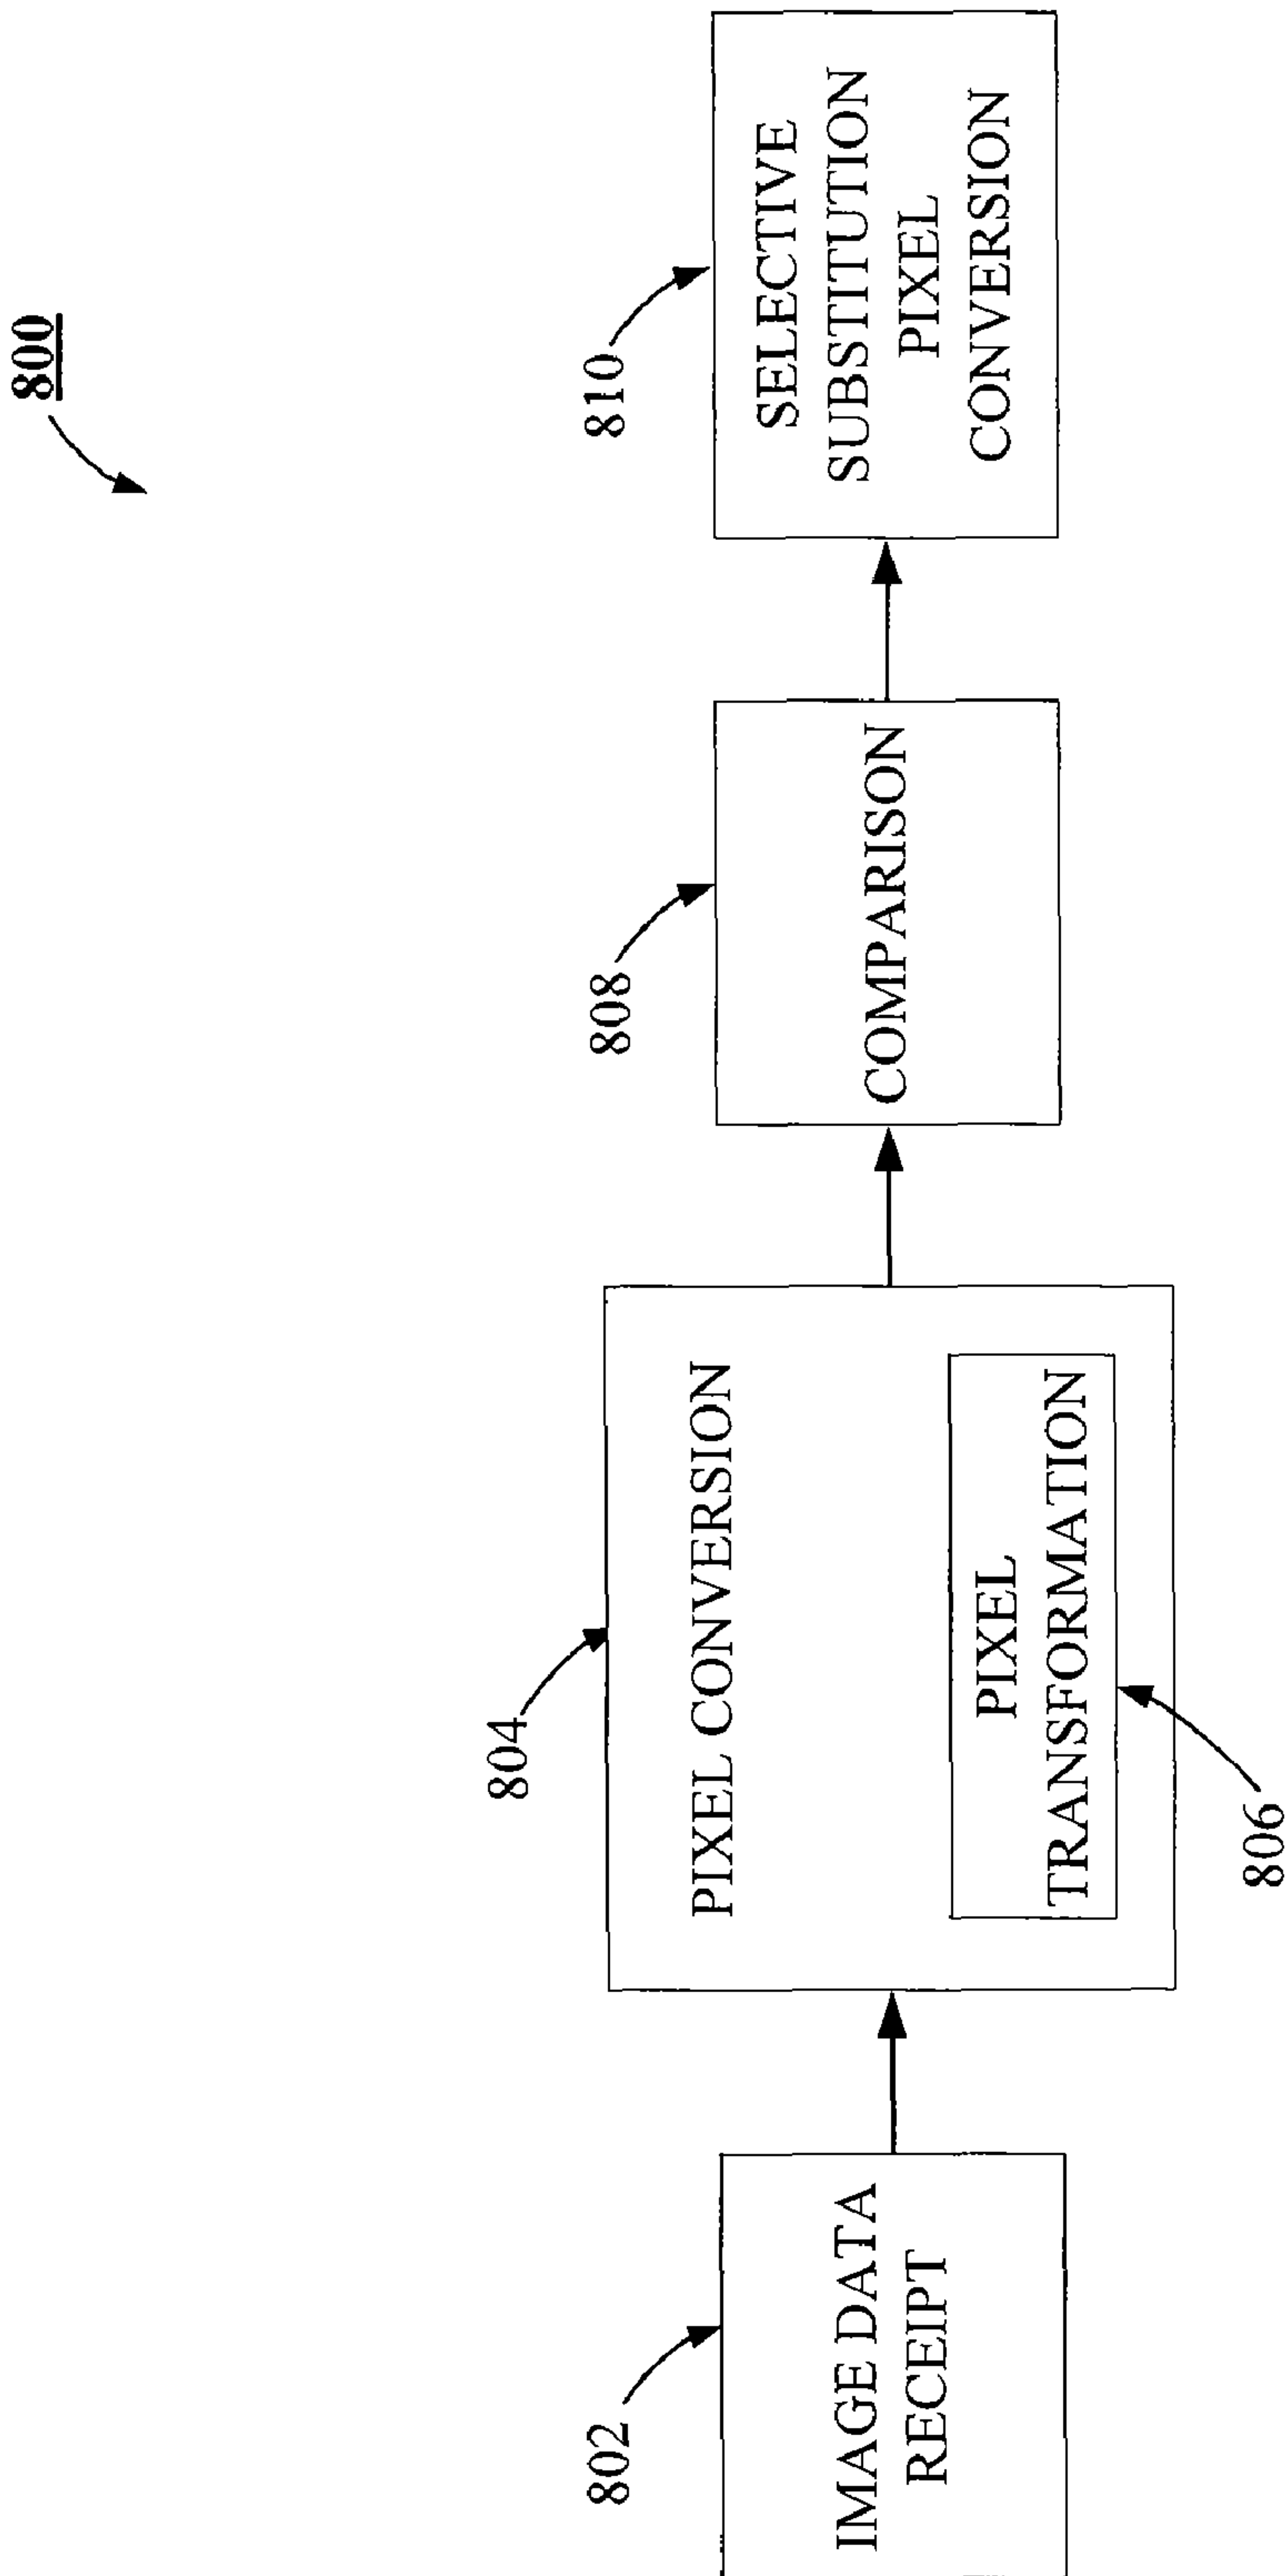 800
802
IMAGE DATA
RECEIPT
804
PIXEL CONVERSION
PIXEL
TRANSFORMATION
806
808
COMPARISON
810
SELECTIVE
SUBSTITUTION
PIXEL
CONVERSION